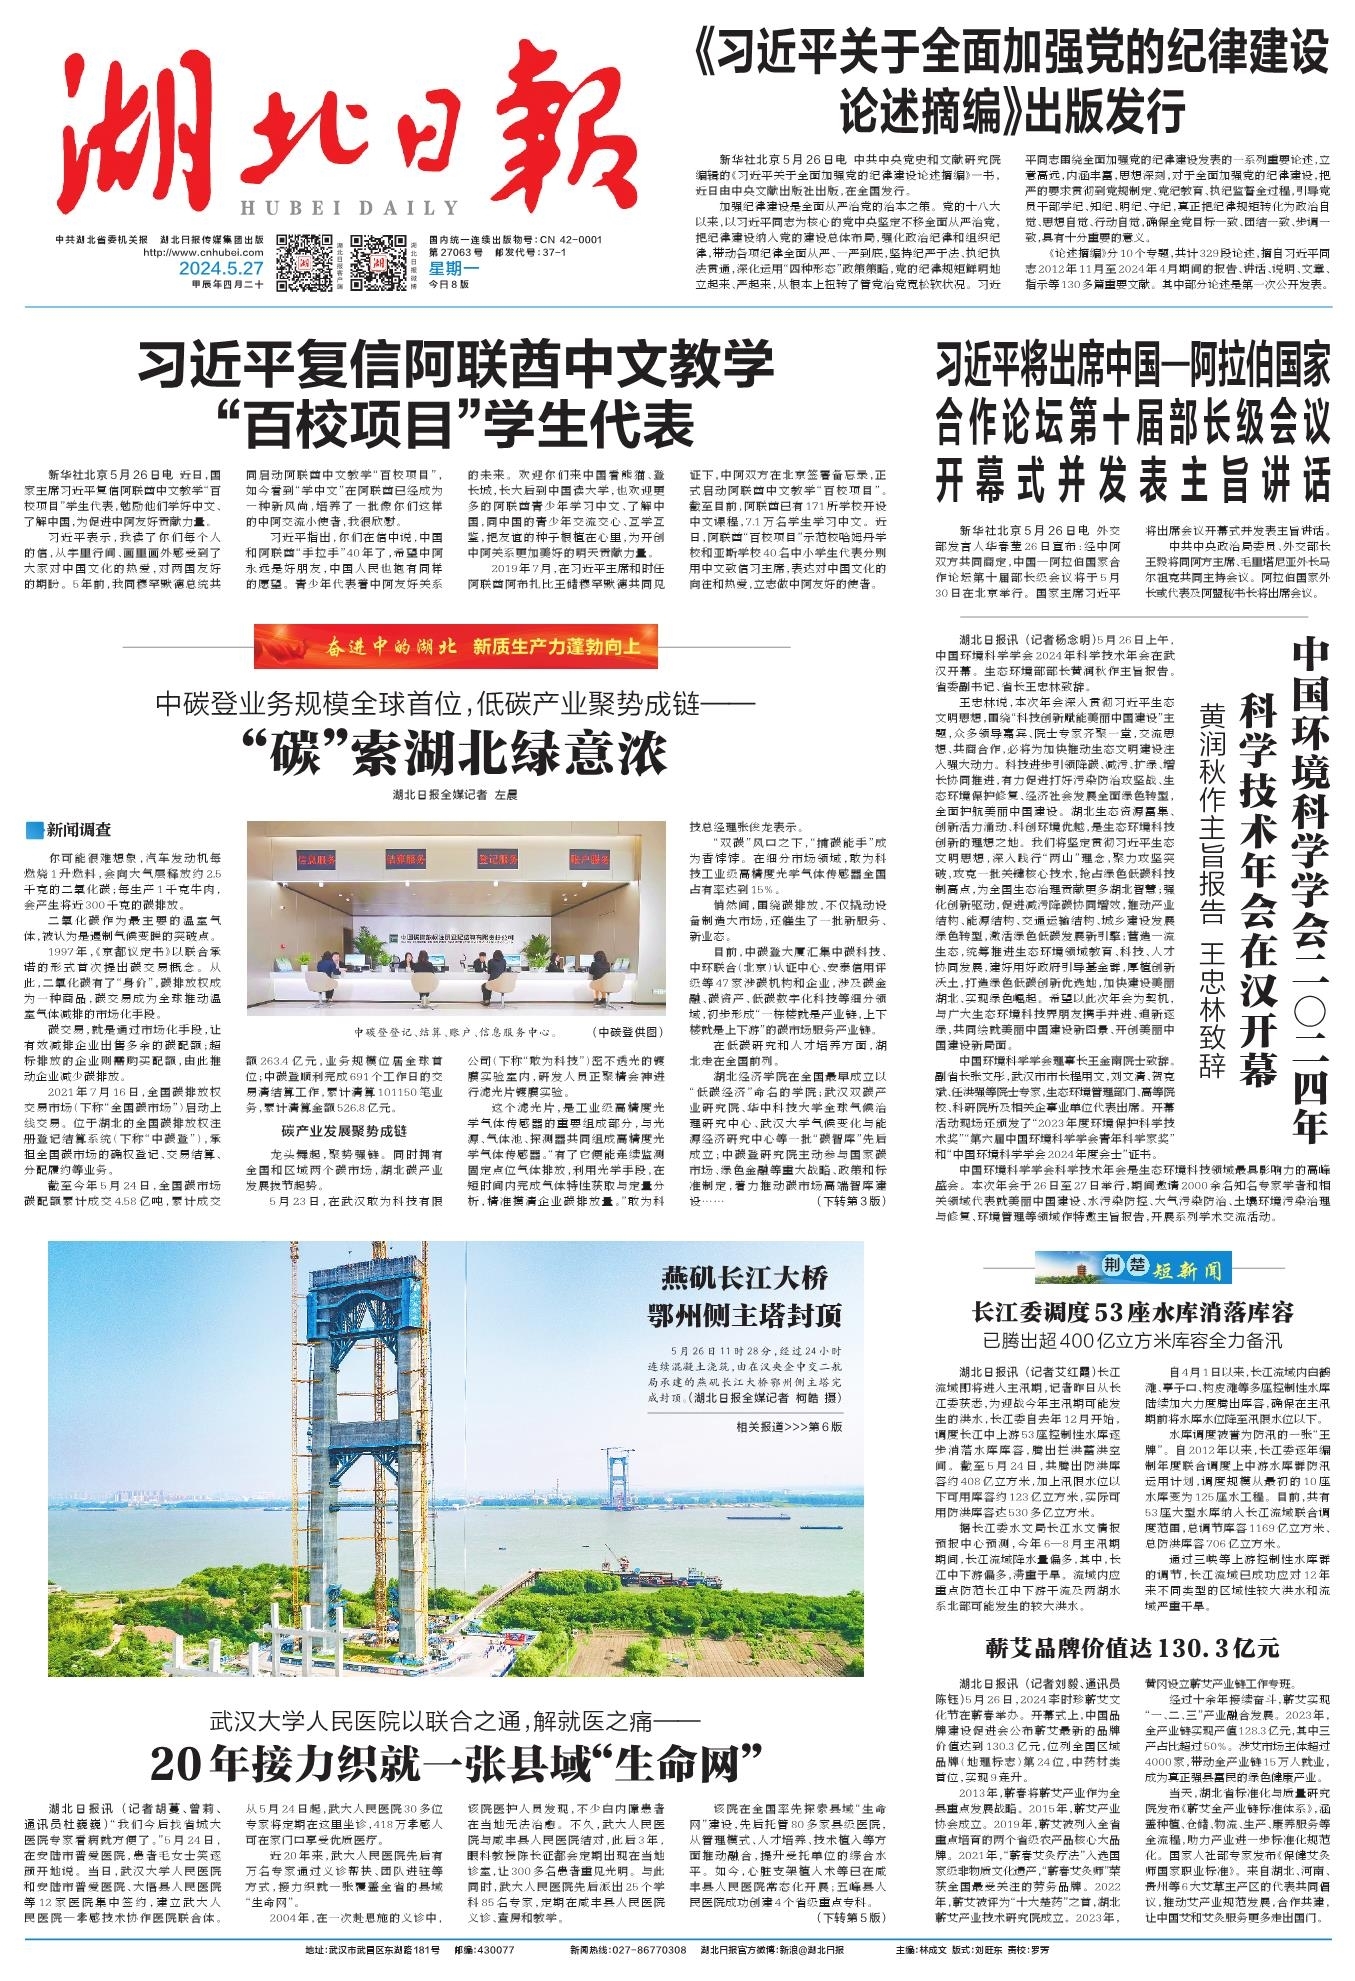 湖北日報
HUBEI DAILY
中共湖北省委机关报 湖北日报传媒集团出版
http://www.cnhubei.com
2024.5.27
甲辰年四月二十
湖北日报客户端
湖北日报微博
国内统一连续出版物号:CN 42-0001
第27063号 邮发代号:37-1
星期一
今日8版
《习近平关于全面加强党的纪律建设
论述摘编》出版发行
新华社北京5月26日电 中共中央党史和文献研究院
编辑的《习近平关于全面加强党的纪律建设论述摘编》一书,
近日由中央文献出版社出版,在全国发行。
加强纪律建设是全面从严治党的治本之策。党的十八大
以来,以习近平同志为核心的党中央坚定不移全面从严治党,
把纪律建设纳入党的建设总体布局,强化政治纪律和组织纪
律,带动各项纪律全面从严、一严到底,坚持纪严于法、执纪执
法贯通,深化运用“四种形态”政策策略,党的纪律规矩鲜明地
立起来、严起来,从根本上扭转了管党治党宽松软状况。习近
平同志围绕全面加强党的纪律建设发表的一系列重要论述,立
意高远,内涵丰富,思想深刻,对于全面加强党的纪律建设,把
严的要求贯彻到党规制定、党纪教育、执纪监督全过程,引导党
员干部学纪、知纪、明纪、守纪,真正把纪律规矩转化为政治自
觉、思想自觉、行动自觉,确保全党目标一致、团结一致、步调一
致,具有十分重要的意义。
《论述摘编》分10个专题,共计329段论述,摘自习近平同
志2012年11月至2024年4月期间的报告、讲话、说明、文章、
指示等130多篇重要文献。其中部分论述是第一次公开发表。
习近平复信阿联酋中文教学
“百校项目”学生代表
新华社北京5月26日电 近日,国
家主席习近平复信阿联酋中文教学“百
校项目”学生代表,勉励他们学好中文、
了解中国,为促进中阿友好贡献力量。
习近平表示,我读了你们每个人
的信,从字里行间、画里画外感受到了
大家对中国文化的热爱,对两国友好
的期盼。5年前,我同穆罕默德总统共
同启动阿联酋中文教学“百校项目”,
如今看到“学中文”在阿联酋已经成为
一种新风尚,培养了一批像你们这样
的中阿交流小使者,我很欣慰。
习近平指出,你们在信中说,中国
和阿联酋“手拉手”40年了,希望中阿
永远是好朋友,中国人民也抱有同样
的愿望。青少年代表着中阿友好关系
的未来。欢迎你们来中国看熊猫、登
长城,长大后到中国读大学,也欢迎更
多的阿联酋青少年学习中文、了解中
国,同中国的青少年交流交心、互学互
鉴,把友谊的种子根植在心里,为开创
中阿关系更加美好的明天贡献力量。
2019年7月,在习近平主席和时任
阿联酋阿布扎比王储穆罕默德共同见
证下,中阿双方在北京签署备忘录,正
式启动阿联酋中文教学“百校项目”。
截至目前,阿联酋已有171所学校开设
中文课程,7.1万名学生学习中文。近
日,阿联酋“百校项目”示范校哈姆丹学
校和亚斯学校40名中小学生代表分别
用中文致信习主席,表达对中国文化的
向往和热爱,立志做中阿友好的使者。
习近平将出席中国—阿拉伯国家
合作论坛第十届部长级会议
开幕式并发表主旨讲话
新华社北京5月26日电 外交
部发言人华春莹26日宣布:经中阿
双方共同商定,中国—阿拉伯国家合
作论坛第十届部长级会议将于5月
30日在北京举行。国家主席习近平
将出席会议开幕式并发表主旨讲话。
中共中央政治局委员、外交部长
王毅将同阿方主席、毛里塔尼亚外长马
尔祖克共同主持会议。阿拉伯国家外
长或代表及阿盟秘书长将出席会议。
奋进中的湖北 新质生产力蓬勃向上
中碳登业务规模全球首位,低碳产业聚势成链——
“碳”索湖北绿意浓
湖北日报全媒记者 左晨
新闻调查
你可能很难想象,汽车发动机每
燃烧1升燃料,会向大气层释放约2.5
千克的二氧化碳;每生产1千克牛肉,
会产生将近300千克的碳排放。
二氧化碳作为最主要的温室气
体,被认为是遏制气候变暖的突破点。
1997年,《京都议定书》以联合承
诺的形式首次提出碳交易概念。从
此,二氧化碳有了“身价”,碳排放权成
为一种商品,碳交易成为全球推动温
室气体减排的市场化手段。
碳交易,就是通过市场化手段,让
有效减排企业出售多余的碳配额;超
标排放的企业则需购买配额,由此推
动企业减少碳排放。
2021年7月16日,全国碳排放权
交易市场(下称“全国碳市场”)启动上
线交易。位于湖北的全国碳排放权注
册登记结算系统(下称“中碳登”),承
担全国碳市场的确权登记、交易结算、
分配履约等业务。
截至今年5月24日,全国碳市场
碳配额累计成交4.58亿吨,累计成交
信息服务 结算服务 登记服务 账户服务
中碳登登记、结算、账户、信息服务中心。 (中碳登供图)
额263.4亿元,业务规模位居全球首
位;中碳登顺利完成691个工作日的交
易清结算工作,累计清算101150笔业
务,累计清算金额526.8亿元。
碳产业发展聚势成链
龙头舞起,聚势强链。同时拥有
全国和区域两个碳市场,湖北碳产业
发展拔节起势。
5月23日,在武汉敢为科技有限
公司(下称“敢为科技”)密不透光的镀
膜实验室内,研发人员正聚精会神进
行滤光片镀膜实验。
这个滤光片,是工业级高精度光
学气体传感器的重要组成部分,与光
源、气体池、探测器共同组成高精度光
学气体传感器。“有了它便能连续监测
固定点位气体排放,利用光学手段,在
短时间内完成气体特性获取与定量分
析,精准摸清企业碳排放量。”敢为科
技总经理张俊龙表示。
“双碳”风口之下,“捕碳能手”成
为香饽饽。在细分市场领域,敢为科
技工业级高精度光学气体传感器全国
占有率达到15%。
悄然间,围绕碳排放,不仅撬动设
备制造大市场,还催生了一批新服务、
新业态。
目前,中碳登大厦汇集中碳科技、
中环联合(北京)认证中心、安泰信用评
级等47家涉碳机构和企业,涉及碳金
融、碳资产、低碳数字化科技等细分领
域,初步形成“一栋楼就是产业链,上下
楼就是上下游”的碳市场服务产业链。
在低碳研究和人才培养方面,湖
北走在全国前列。
湖北经济学院在全国最早成立以
“低碳经济”命名的学院;武汉双碳产
业研究院、华中科技大学全球气候治
理研究中心、武汉大学气候变化与能
源经济研究中心等一批“碳智库”先后
成立;中碳登研究院主动参与国家碳
市场、绿色金融等重大战略、政策和标
准制定,着力推动碳市场高端智库建
设…… (下转第3版)
中国环境科学学会二〇二四年
科学技术年会在汉开幕
黄润秋作主旨报告 王忠林致辞
湖北日报讯 (记者杨念明)5月26日上午,
中国环境科学学会2024年科学技术年会在武
汉开幕。生态环境部部长黄润秋作主旨报告。
省委副书记、省长王忠林致辞。
王忠林说,本次年会深入贯彻习近平生态
文明思想,围绕“科技创新赋能美丽中国建设”主
题,众多领导嘉宾、院士专家齐聚一堂,交流思
想、共商合作,必将为加快推动生态文明建设注
入强大动力。科技进步引领降碳、减污、扩绿、增
长协同推进,有力促进打好污染防治攻坚战、生
态环境保护修复、经济社会发展全面绿色转型,
全面护航美丽中国建设。湖北生态资源富集、
创新活力涌动、科创环境优越,是生态环境科技
创新的理想之地。我们将坚定贯彻习近平生态
文明思想,深入践行“两山”理念,聚力攻坚突
破,攻克一批关键核心技术,抢占绿色低碳科技
制高点,为全国生态治理贡献更多湖北智慧;强
化创新驱动,促进减污降碳协同增效,推动产业
结构、能源结构、交通运输结构、城乡建设发展
绿色转型,激活绿色低碳发展新引擎;营造一流
生态,统筹推进生态环境领域教育、科技、人才
协同发展,建好用好政府引导基金群,厚植创新
沃土,打造绿色低碳创新优选地,加快建设美丽
湖北、实现绿色崛起。希望以此次年会为契机,
与广大生态环境科技界朋友携手并进、追新逐
绿,共同绘就美丽中国建设新图景、开创美丽中
国建设新局面。
中国环境科学学会理事长王金南院士致辞。
副省长张文彤,武汉市市长程用文,刘文清、贺克
斌、任洪强等院士专家,生态环境管理部门、高等院
校、科研院所及相关企事业单位代表出席。开幕
活动现场还颁发了“2023年度环境保护科学技
术奖”“第六届中国环境科学学会青年科学家奖”
和“中国环境科学学会2024年度会士”证书。
中国环境科学学会科学技术年会是生态环境科技领域最具影响力的高峰
盛会。本次年会于26日至27日举行,期间邀请2000余名知名专家学者和相
关领域代表就美丽中国建设、水污染防控、大气污染防治、土壤环境污染治理
与修复、环境管理等领域作特邀主旨报告,开展系列学术交流活动。
燕矶长江大桥
鄂州侧主塔封顶
5月26日11时28分,经过24小时
连续混凝土浇筑,由在汉央企中交二航
局承建的燕矶长江大桥鄂州侧主塔完
成封顶。(湖北日报全媒记者 柯皓 摄)
相关报道>>>第6版
荆楚短新闻
长江委调度53座水库消落库容
已腾出超400亿立方米库容全力备汛
湖北日报讯 (记者艾红霞)长江
流域即将进入主汛期,记者昨日从长
江委获悉,为迎战今年主汛期可能发
生的洪水,长江委自去年12月开始,
调度长江中上游53座控制性水库逐
步消落水库库容,腾出拦洪蓄洪空
间。截至5月24日,共腾出防洪库
容约408亿立方米,加上汛限水位以
下可用库容约123亿立方米,实际可
用防洪库容达530多亿立方米。
据长江委水文局长江水文情报
预报中心预测,今年6—8月主汛期
期间,长江流域降水量偏多,其中,长
江中下游偏多,涝重于旱。流域内应
重点防范长江中下游干流及两湖水
系北部可能发生的较大洪水。
自4月1日以来,长江流域内白鹤
滩、亭子口、构皮滩等多座控制性水库
陆续加大力度腾出库容,确保在主汛
期前将水库水位降至汛限水位以下。
水库调度被誉为防汛的一张“王
牌”。自2012年以来,长江委逐年编
制年度联合调度上中游水库群防汛
运用计划,调度规模从最初的10座
水库变为125座水工程。目前,共有
53座大型水库纳入长江流域联合调
度范围,总调节库容1169亿立方米、
总防洪库容706亿立方米。
通过三峡等上游控制性水库群
的调节,长江流域已成功应对12年
来不同类型的区域性较大洪水和流
域严重干旱。
蕲艾品牌价值达130.3亿元
湖北日报讯 (记者刘毅、通讯员
陈钰)5月26日,2024李时珍蕲艾文
化节在蕲春举办。开幕式上,中国品
牌建设促进会公布蕲艾最新的品牌
价值达到130.3亿元,位列全国区域
品牌(地理标志)第24位,中药材类
首位,实现9连升。
2013年,蕲春将蕲艾产业作为全
县重点发展战略。2015年,蕲艾产业
协会成立。2019年,蕲艾被列入全省
重点培育的两个省级农产品核心大品
牌。2021年,“蕲春艾灸疗法”入选国
家级非物质文化遗产,“蕲春艾灸师”荣
获全国最受关注的劳务品牌。2022
年,蕲艾被评为“十大楚药”之首,湖北
蕲艾产业技术研究院成立。2023年,
黄冈设立蕲艾产业链工作专班。
经过十余年接续奋斗,蕲艾实现
“一、二、三”产业融合发展。2023年,
全产业链实现产值128.3亿元,其中三
产占比超过50%。涉艾市场主体超过
4000家,带动全产业链15万人就业,
成为真正强县富民的绿色健康产业。
当天,湖北省标准化与质量研究
院发布《蕲艾全产业链标准体系》,涵
盖种植、仓储、物流、生产、康养服务等
全流程,助力产业进一步标准化规范
化。国家人社部专家发布《保健艾灸
师国家职业标准》。来自湖北、河南、
贵州等6大艾草主产区的代表共同倡
议,推动艾产业规范发展,合作共建,
让中国艾和艾灸服务更多走出国门。
武汉大学人民医院以联合之通,解就医之痛——
20年接力织就一张县域“生命网”
湖北日报讯 (记者胡蔓、曾莉、
通讯员杜巍巍)“我们今后找省城大
医院专家看病就方便了。”5月24日,
在安陆市普爱医院,患者毛女士笑逐
颜开地说。当日,武汉大学人民医院
和安陆市普爱医院、大悟县人民医院
等12家医院集中签约,建立武大人
民医院—孝感技术协作医院联合体。
从5月24日起,武大人民医院30多位
专家将定期在这里坐诊,418万孝感人
可在家门口享受优质医疗。
近20年来,武大人民医院先后有
万名专家通过义诊帮扶、团队进驻等
方式,接力织就一张覆盖全省的县域
“生命网”。
2004年,在一次赴恩施的义诊中,
该院医护人员发现,不少白内障患者
在当地无法治愈。不久,武大人民医
院与咸丰县人民医院结对,此后3年,
眼科教授陈长征都会定期出现在当地
诊室,让300多名患者重见光明。与此
同时,武大人民医院先后派出25个学
科85名专家,定期在咸丰县人民医院
义诊、查房和教学。
该院在全国率先探索县域“生命
网”建设,先后托管80多家县级医院,
从管理模式、人才培养、技术植入等方
面推动融合,提升受托单位的综合水
平。如今,心脏支架植入术等已在咸
丰县人民医院常态化开展;五峰县人
民医院成功创建4个省级重点专科。
(下转第5版)
地址:武汉市武昌区东湖路181号 邮编:430077 新闻热线:027-86770308 湖北日报官方微博:新浪@湖北日报 主编:林成文 版式:刘旺东 责校:罗芳